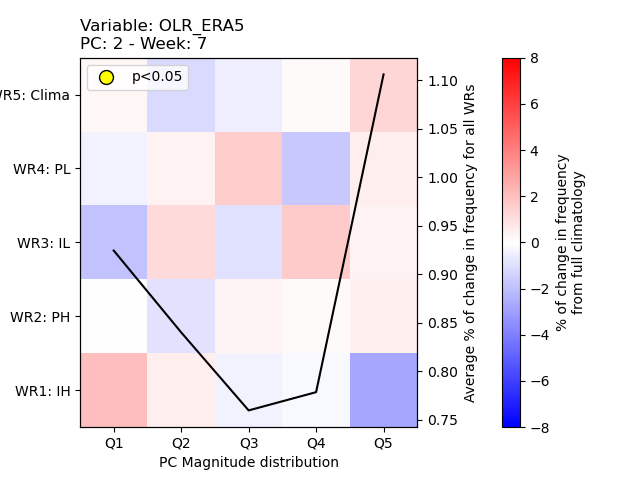 Variable: OLR_ERA5
PC: 2 - Week: 7
p<0.05
WR5: Clima
WR4: PL
WR3: IL
WR2: PH
WR1: IH
Q1 Q2 Q3 Q4 Q5
PC Magnitude distribution
1.10
1.05
1.00
0.95
0.90
0.85
0.80
0.75
Average % of change in frequency for all WRs
8
6
4
2
0
−2
−4
−6
−8
% of change in frequency
from full climatology